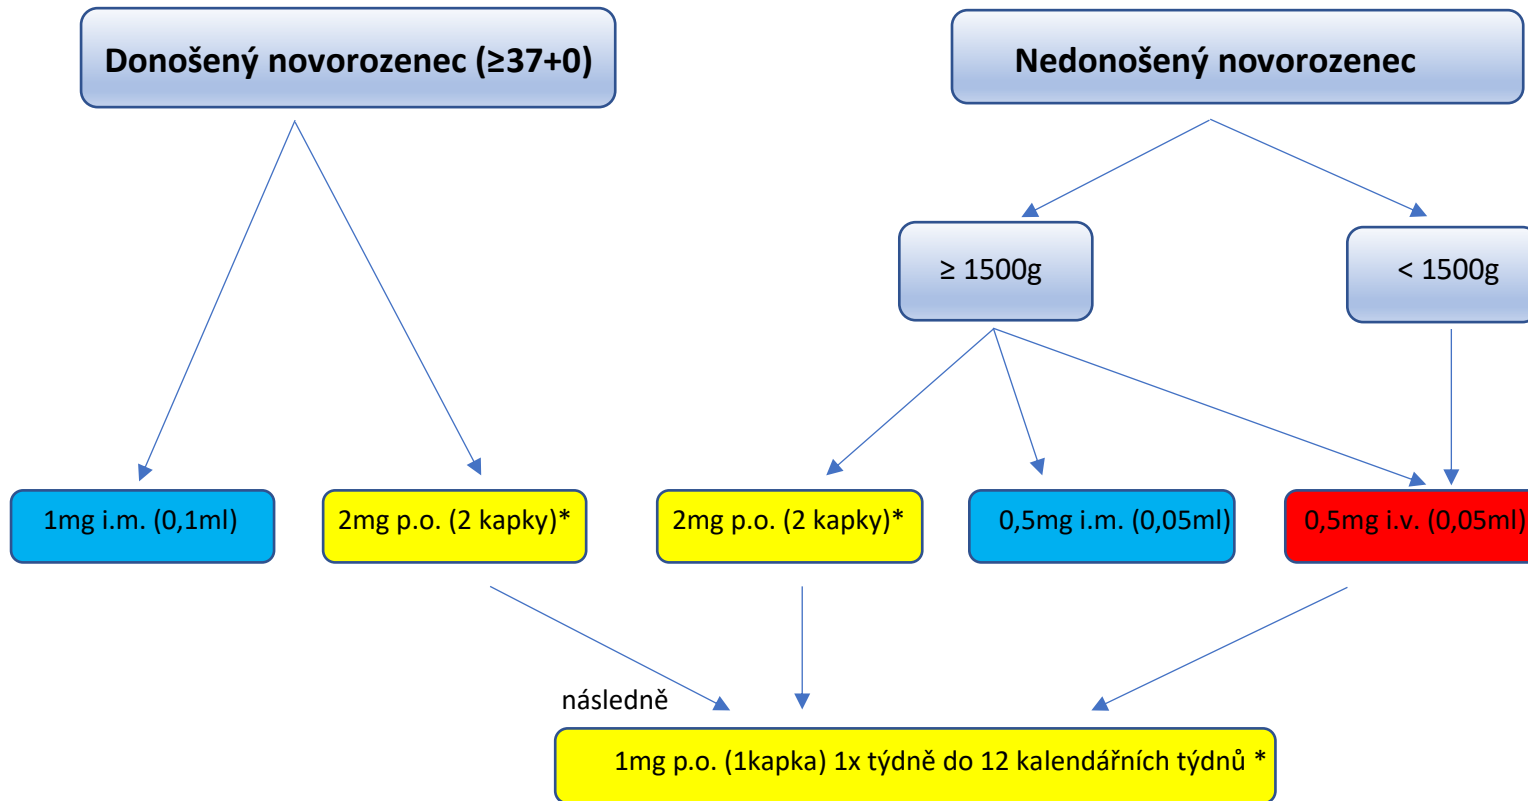 Donošený novorozenec (≥37+0)
Nedonošený novorozenec
≥ 1500g
< 1500g
1mg i.m. (0,1ml)
2mg p.o. (2 kapky)*
2mg p.o. (2 kapky)*
0,5mg i.m. (0,05ml)
0,5mg i.v. (0,05ml)
následně
1mg p.o. (1kapka) 1x týdně do 12 kalendářních týdnů *